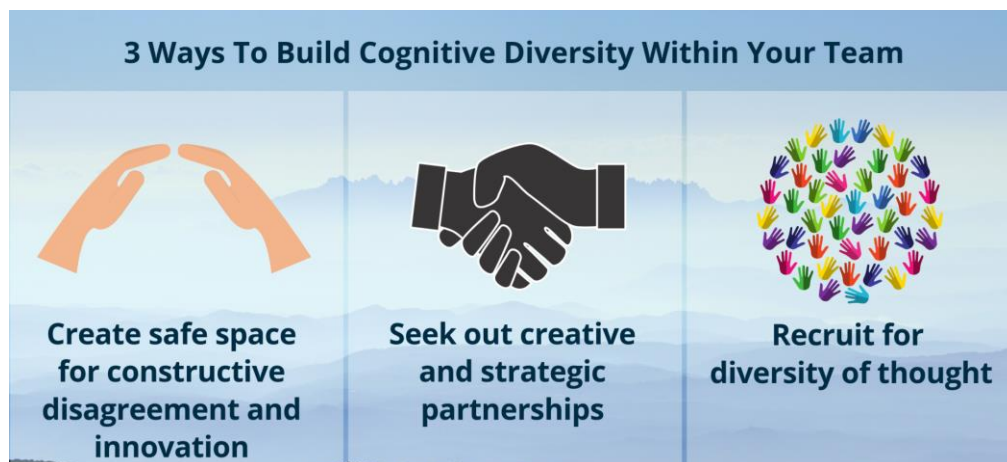 3 Ways To Build Cognitive Diversity Within Your Team
Create safe space
for constructive
disagreement and
innovation
Seek out creative
and strategic
partnerships
Recruit for
diversity of thought